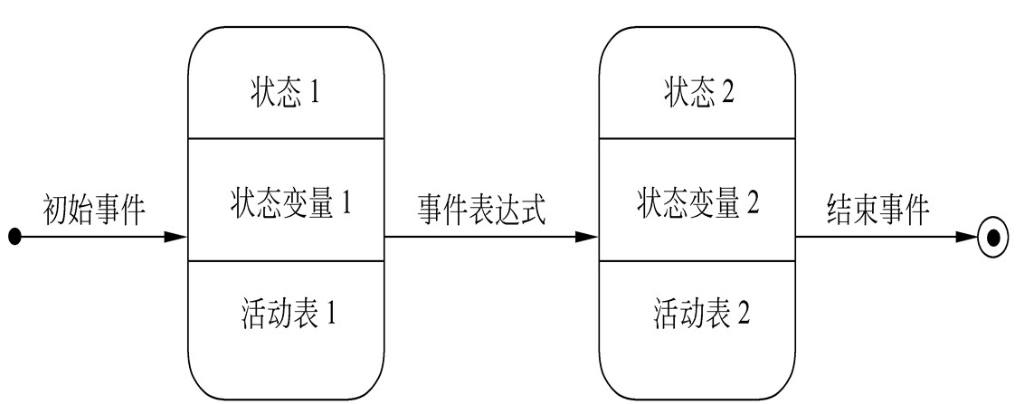 状态 1
状态 2
初始事件
状态变量 1
事件表达式
状态变量 2
结束事件
活动表 1
活动表 2